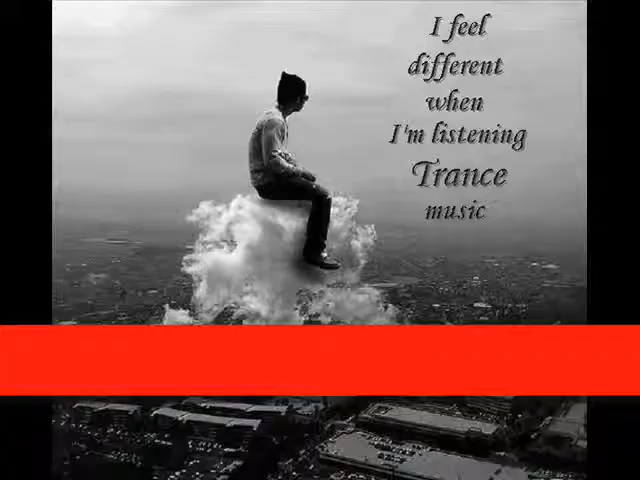 I feel
different
when
I'm listening
Trance
music